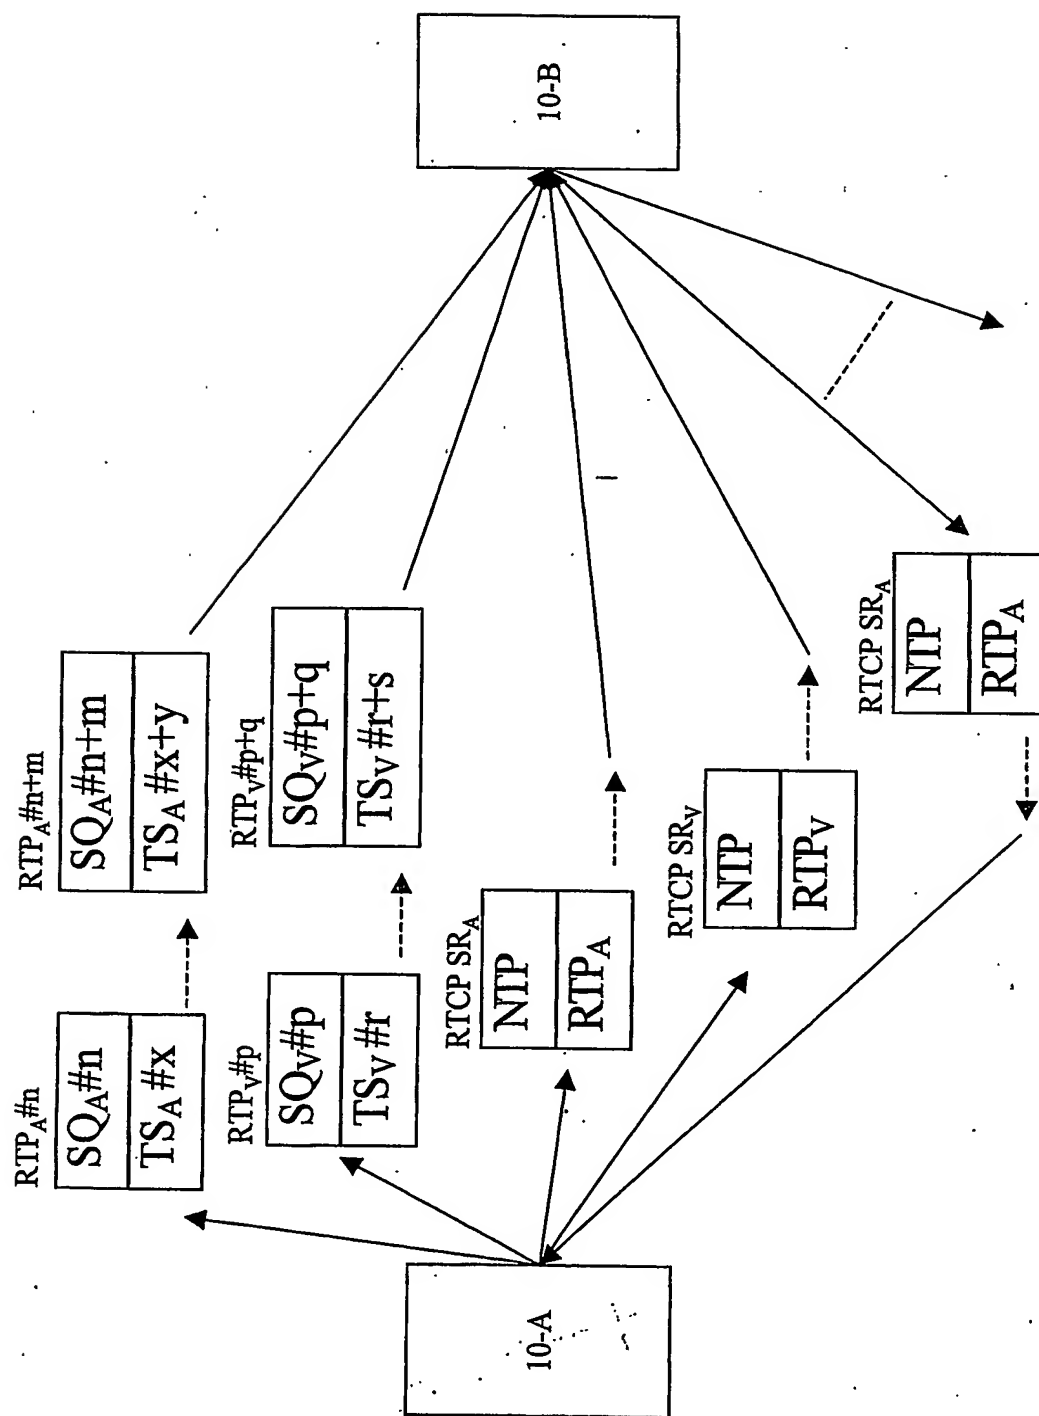 10-A
RTP_A#n
SQ_A#n
TS_A#x
RTP_A#n+m
SQ_A#n+m
TS_A#x+y
RTP_V#p
SQ_V#p
TS_V#r
RTP_V#p+q
SQ_V#p+q
TS_V#r+s
RTCP SR_A
NTP
RTP_A
RTCP SR_V
NTP
RTP_V
RTCP SR_A
NTP
RTP_A
10-B